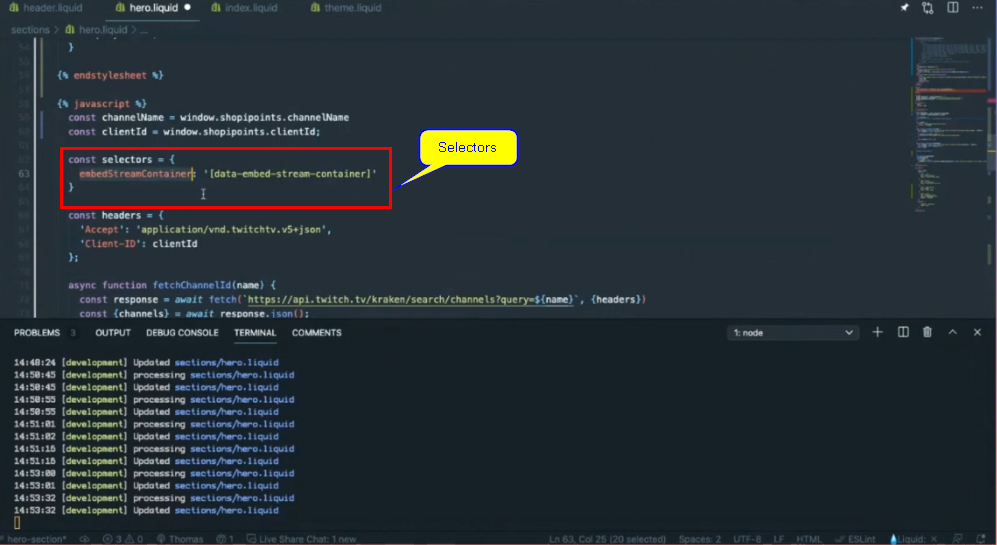 header.liquid hero.liquid index.liquid theme.liquid
sections > hero.liquid > ...
}
{% endstylesheet %}
{% javascript %}
const channelName = window.shopipoints.channelName
const clientId = window.shopipoints.clientId;
Selectors
const selectors = {
63 embedStreamContainer: '[data-embed-stream-container]'
}
const headers = {
'Accept': 'application/vnd.twitchtv.v5+json',
'Client-ID': clientId
};
async function fetchChannelId(name) {
const response = await fetch(`https://api.twitch.tv/kraken/search/channels?query=${name}`, {headers})
const {channels} = await response.json();
PROBLEMS 3 OUTPUT DEBUG CONSOLE TERMINAL COMMENTS 1: node
14:48:24 [development] Updated sections/hero.liquid
14:50:45 [development] processing sections/hero.liquid
14:50:45 [development] Updated sections/hero.liquid
14:50:55 [development] processing sections/hero.liquid
14:50:55 [development] Updated sections/hero.liquid
14:51:01 [development] processing sections/hero.liquid
14:51:02 [development] Updated sections/hero.liquid
14:51:16 [development] processing sections/hero.liquid
14:51:16 [development] Updated sections/hero.liquid
14:53:00 [development] processing sections/hero.liquid
14:53:01 [development] Updated sections/hero.liquid
14:53:32 [development] processing sections/hero.liquid
14:53:32 [development] Updated sections/hero.liquid
hero-section* 3 0 Thomas 1 Live Share Chat: 1 new Ln 63, Col 25 (20 selected) Spaces: 2 UTF-8 LF HTML ESLint Liquid: